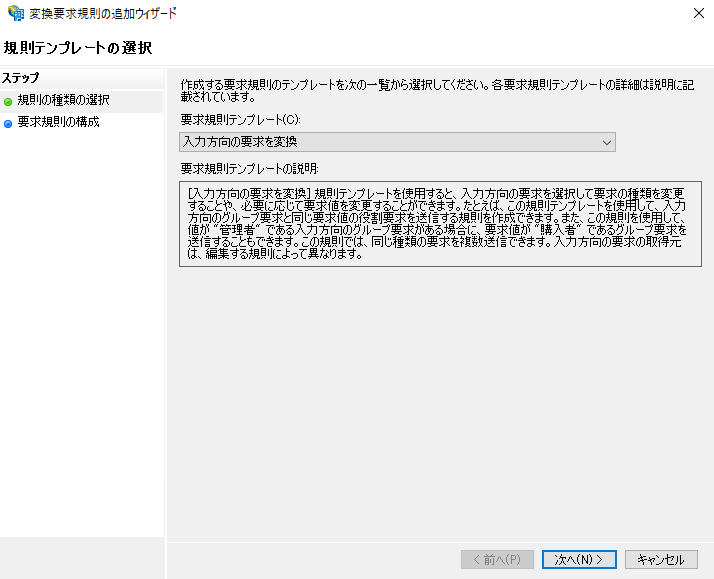 変換要求規則の追加ウィザード
規則テンプレートの選択
ステップ
規則の種類の選択
要求規則の構成
作成する要求規則のテンプレートを次の一覧から選択してください。各要求規則テンプレートの詳細は説明に記
載されています。
要求規則テンプレート(C):
入力方向の要求を変換
要求規則テンプレートの説明:
[入力方向の要求を変換] 規則テンプレートを使用すると、入力方向の要求を選択して要求の種類を変更
することや、必要に応じて要求値を変更することができます。たとえば、この規則テンプレートを使用して、入力
方向のグループ要求と同じ要求値の役割要求を送信する規則を作成できます。また、この規則を使用して、
値が "管理者" である入力方向のグループ要求がある場合に、要求値が "購入者" であるグループ要求を
送信することもできます。この規則では、同じ種類の要求を複数送信できます。入力方向の要求の取得元
は、編集する規則によって異なります。
< 前へ(P)
次へ(N) >
キャンセル